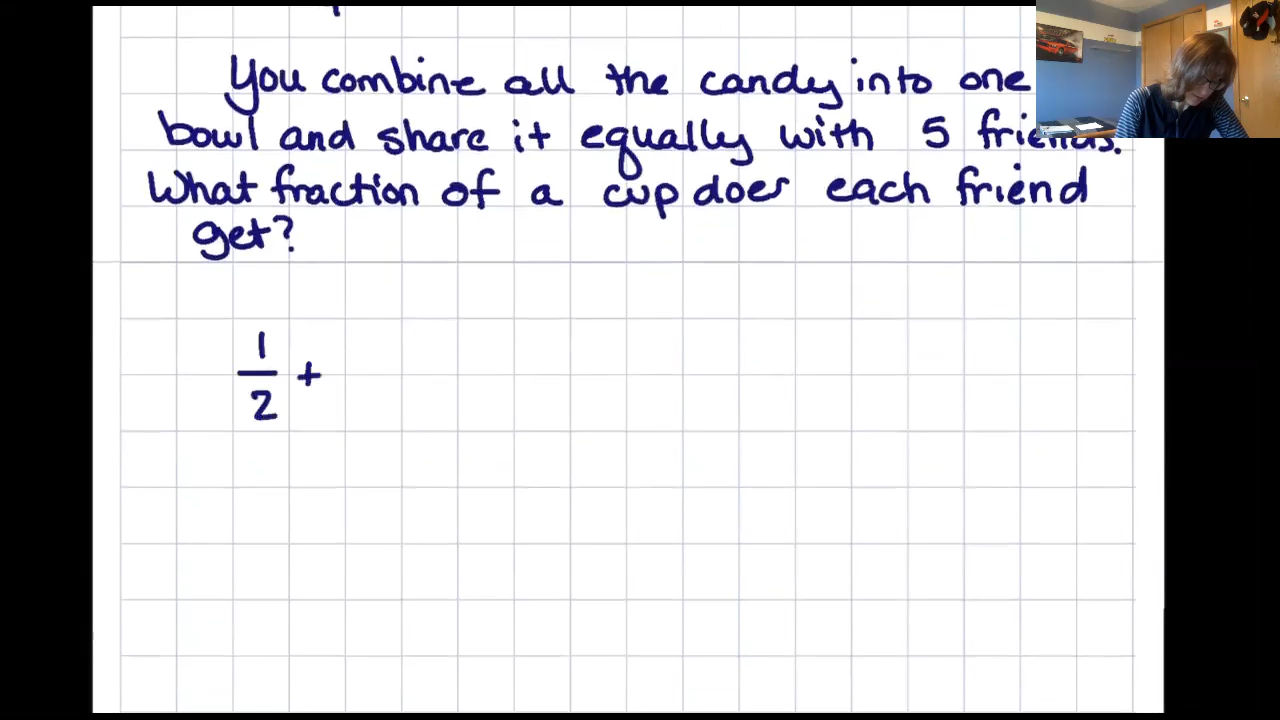 You combine all the candy into one
bowl and share it equally with 5 friends.
What fraction of a cup does each friend
get?
1
2
+